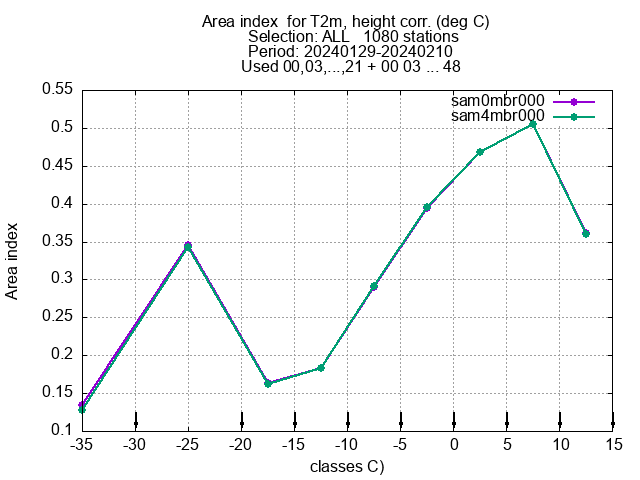 Area index  for T2m, height corr. (deg C)
Selection: ALL   1080 stations
Period: 20240129-20240210
Used 00,03,...,21 + 00 03 ... 48
sam0mbr000
sam4mbr000
0.55
0.5
0.45
0.4
0.35
0.3
0.25
0.2
0.15
0.1
Area index
-35 -30 -25 -20 -15 -10 -5 0 5 10 15
classes C)